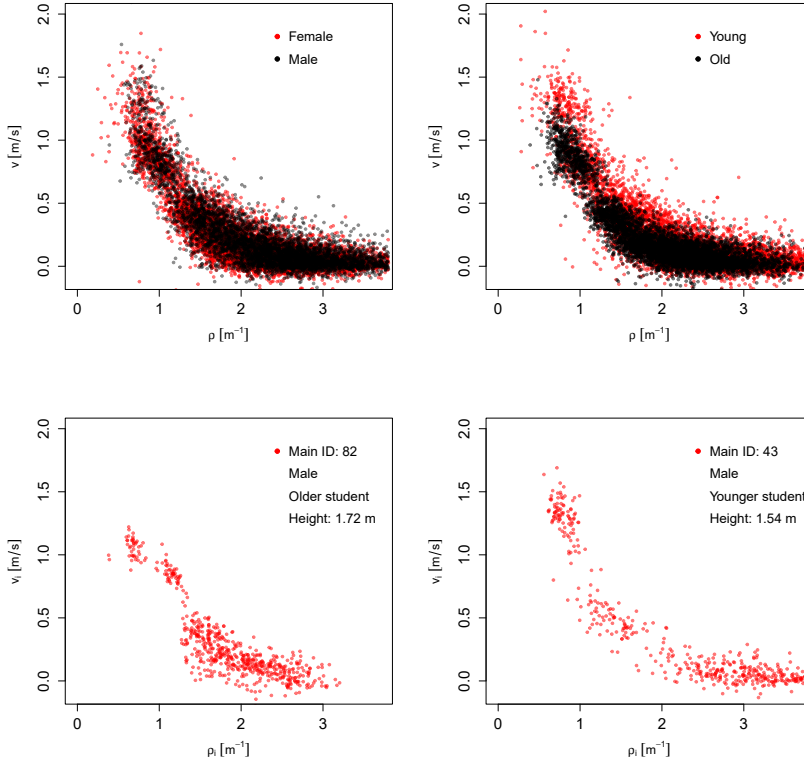 2.0
1.5
1.0
0.5
0.0
v [m/s]
Female
Male
0 1 2 3
ρ [m⁻¹]
2.0
1.5
1.0
0.5
0.0
v [m/s]
Young
Old
0 1 2 3
ρ [m⁻¹]
2.0
1.5
1.0
0.5
0.0
vᵢ [m/s]
Main ID: 82
Male
Older student
Height: 1.72 m
0 1 2 3
ρᵢ [m⁻¹]
2.0
1.5
1.0
0.5
0.0
vᵢ [m/s]
Main ID: 43
Male
Younger student
Height: 1.54 m
0 1 2 3
ρᵢ [m⁻¹]